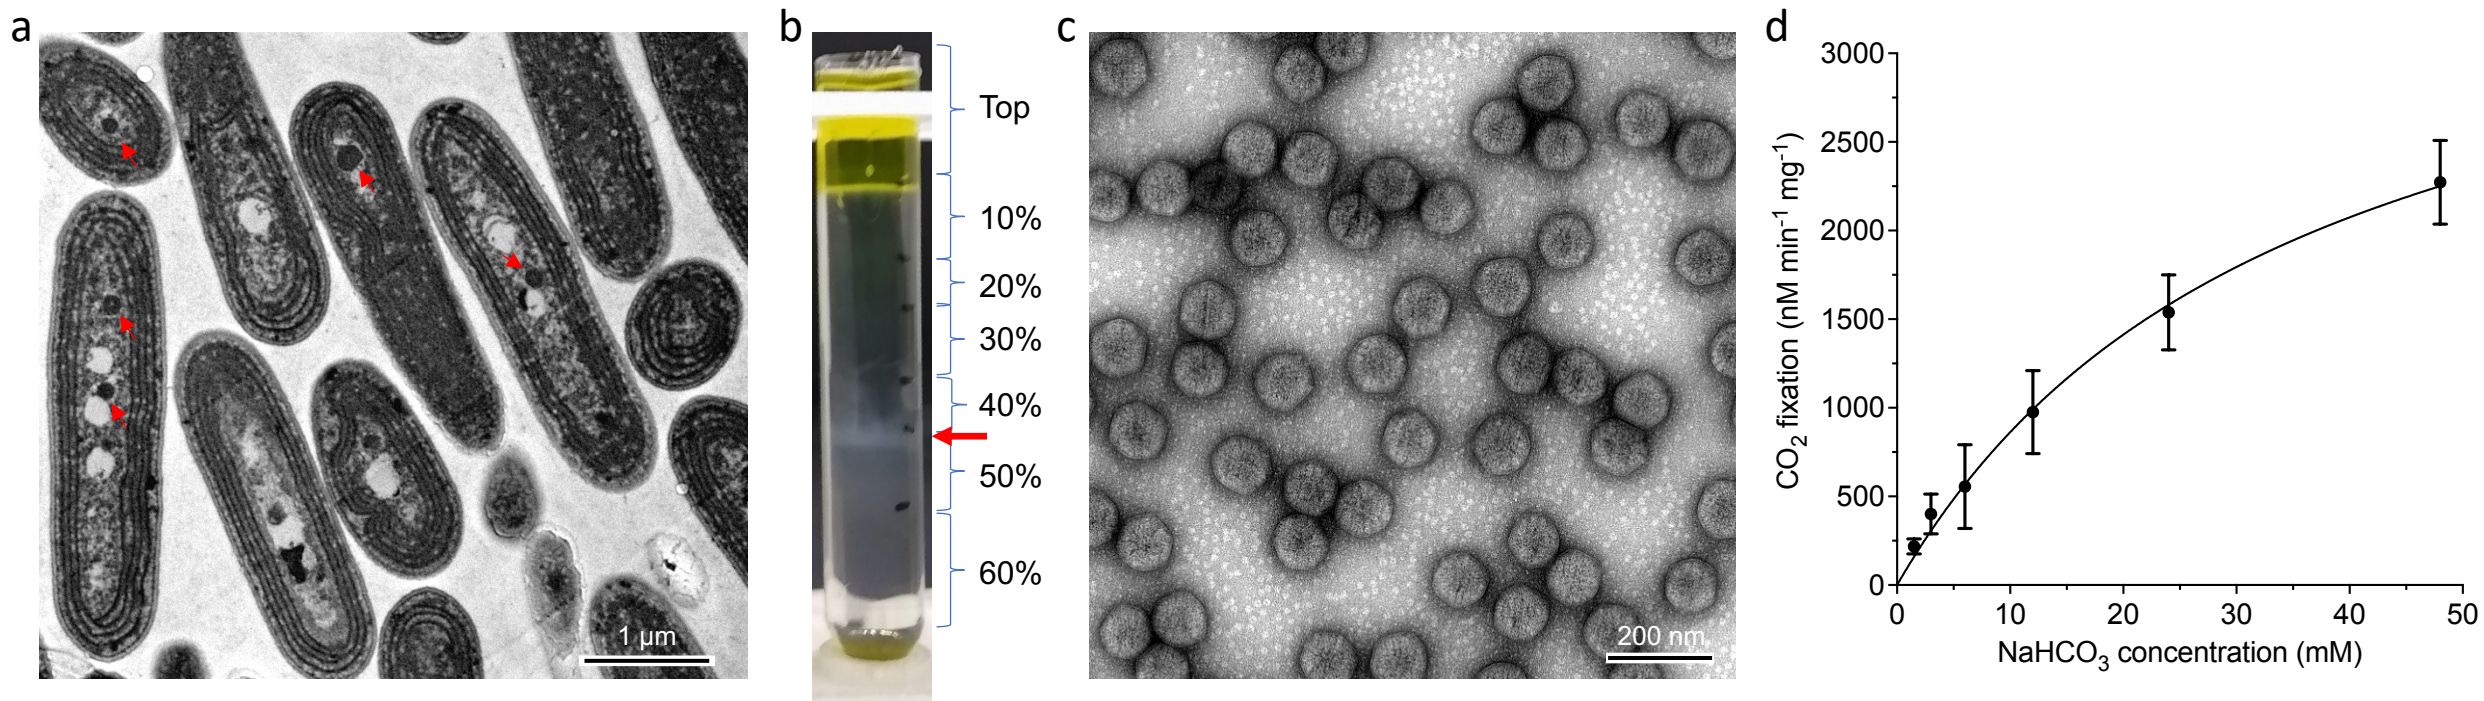 a
1 µm
b
Top
10%
20%
30%
40%
50%
60%
c
200 nm
d
3000
2500
2000
1500
1000
500
0
CO₂ fixation (nM min⁻¹ mg⁻¹)
0 10 20 30 40 50
NaHCO₃ concentration (mM)